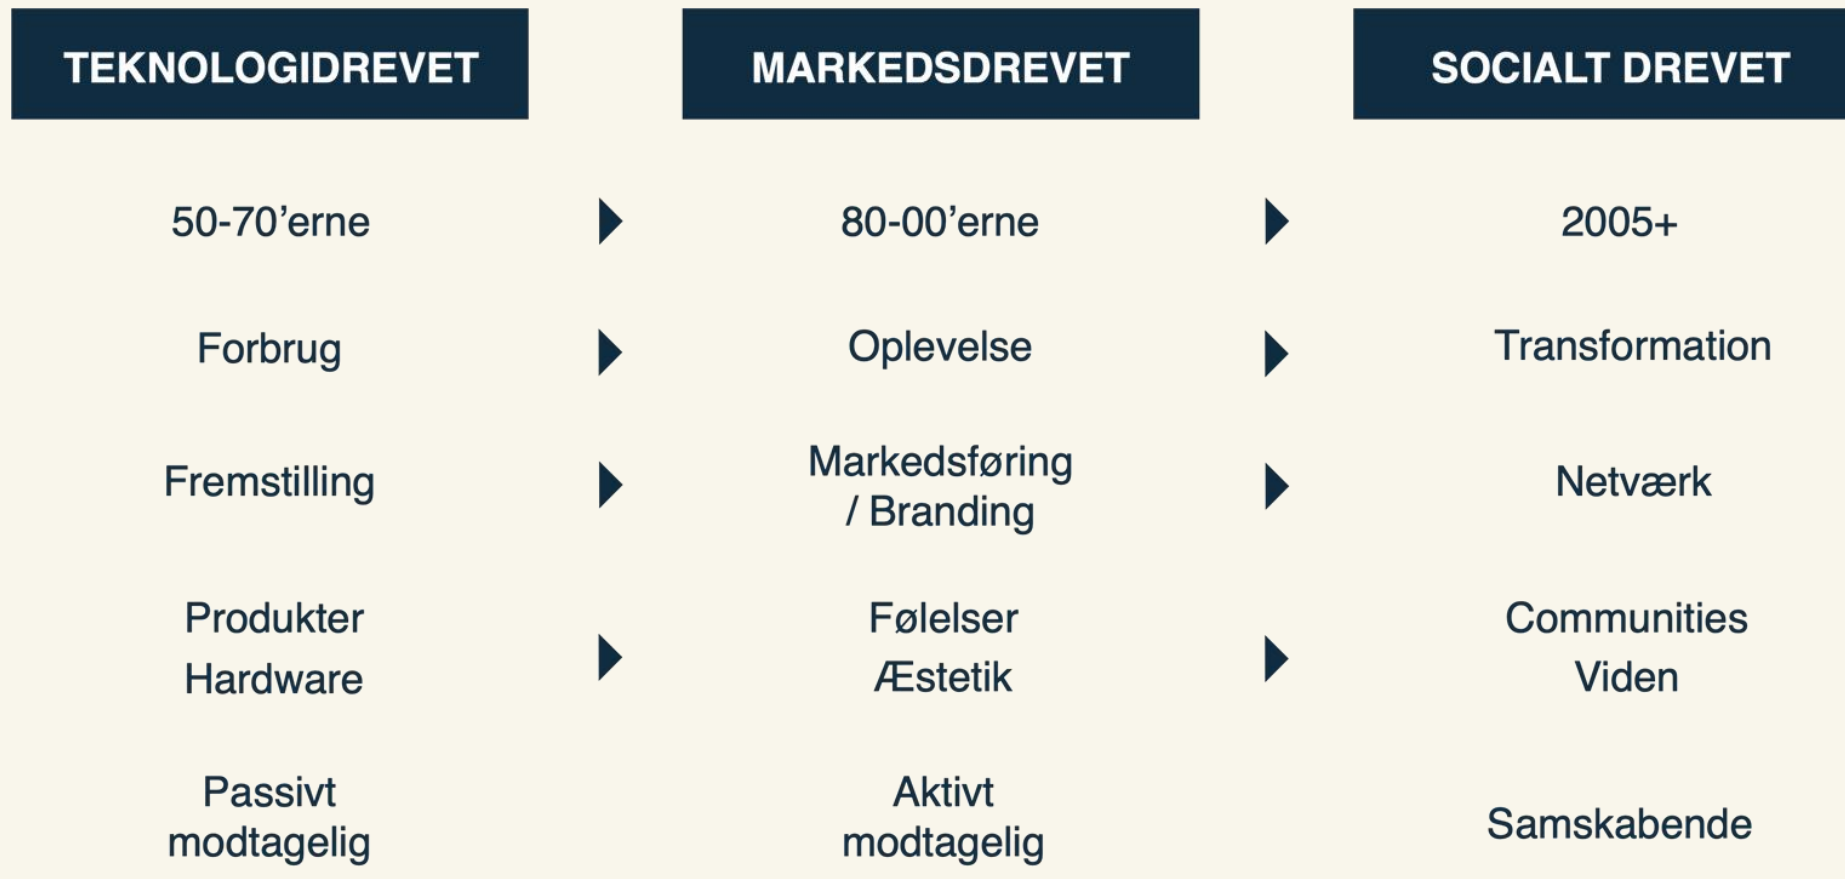 TEKNOLOGIDREVET
MARKEDSDREVET
SOCIALT DREVET
50-70’erne
80-00’erne
2005+
Forbrug
Oplevelse
Transformation
Fremstilling
Markedsføring
/ Branding
Netværk
Produkter
Hardware
Følelser
Æstetik
Communities
Viden
Passivt
modtagelig
Aktivt
modtagelig
Samskabende